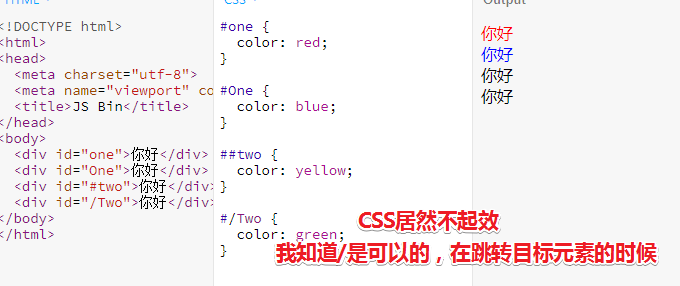 HTML
CSS
Output
<!DOCTYPE html>
<html>
<head>
<meta charset="utf-8">
<meta name="viewport" co
<title>JS Bin</title>
</head>
<body>
<div id="one">你好</div>
<div id="One">你好</div>
<div id="#two">你好</div>
<div id="/Two">你好</div>
</body>
</html>
#one {
color: red;
}
#One {
color: blue;
}
##two {
color: yellow;
}
#/Two {
color: green;
}
你好
你好
你好
你好
CSS居然不起效
我知道/是可以的，在跳转目标元素的时候